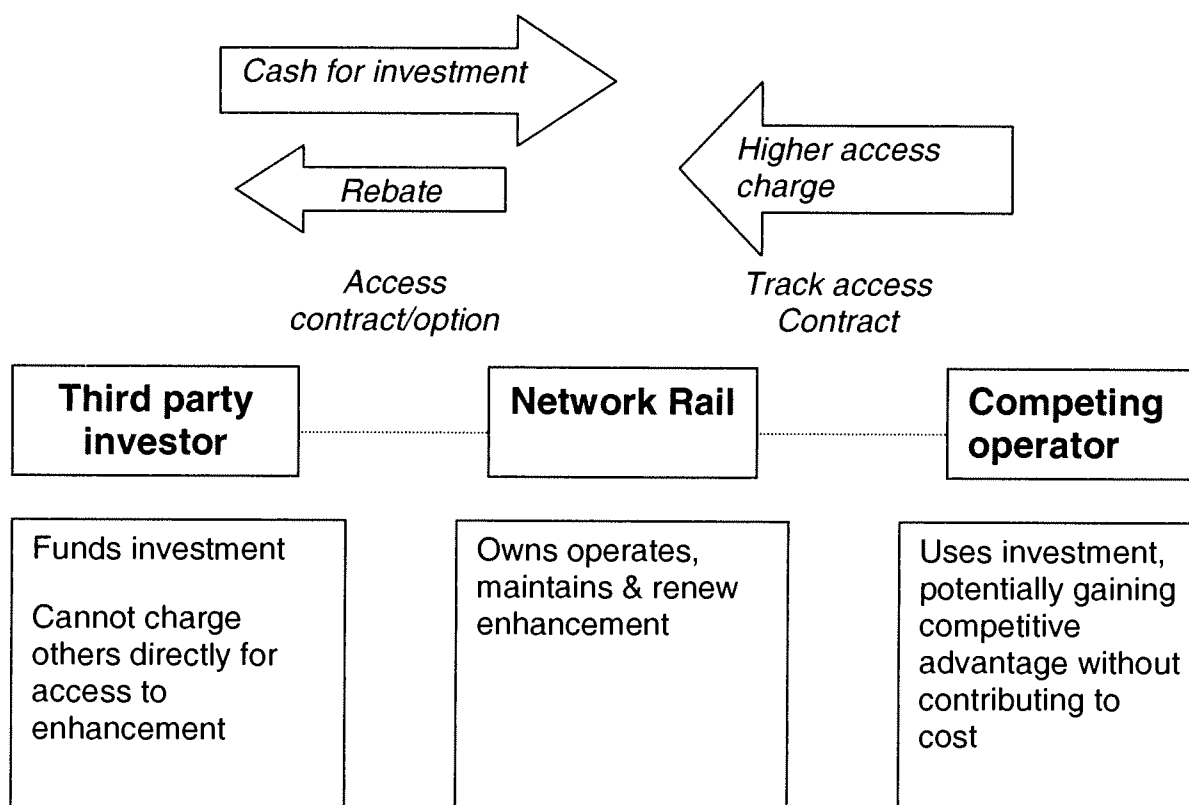 Cash for investment
Rebate
Higher access
charge
Access
contract/option
Track access
Contract
Third party
investor
Network Rail
Competing
operator
Funds investment
Cannot charge
others directly for
access to
enhancement
Owns operates,
maintains & renew
enhancement
Uses investment,
potentially gaining
competitive
advantage without
contributing to
cost